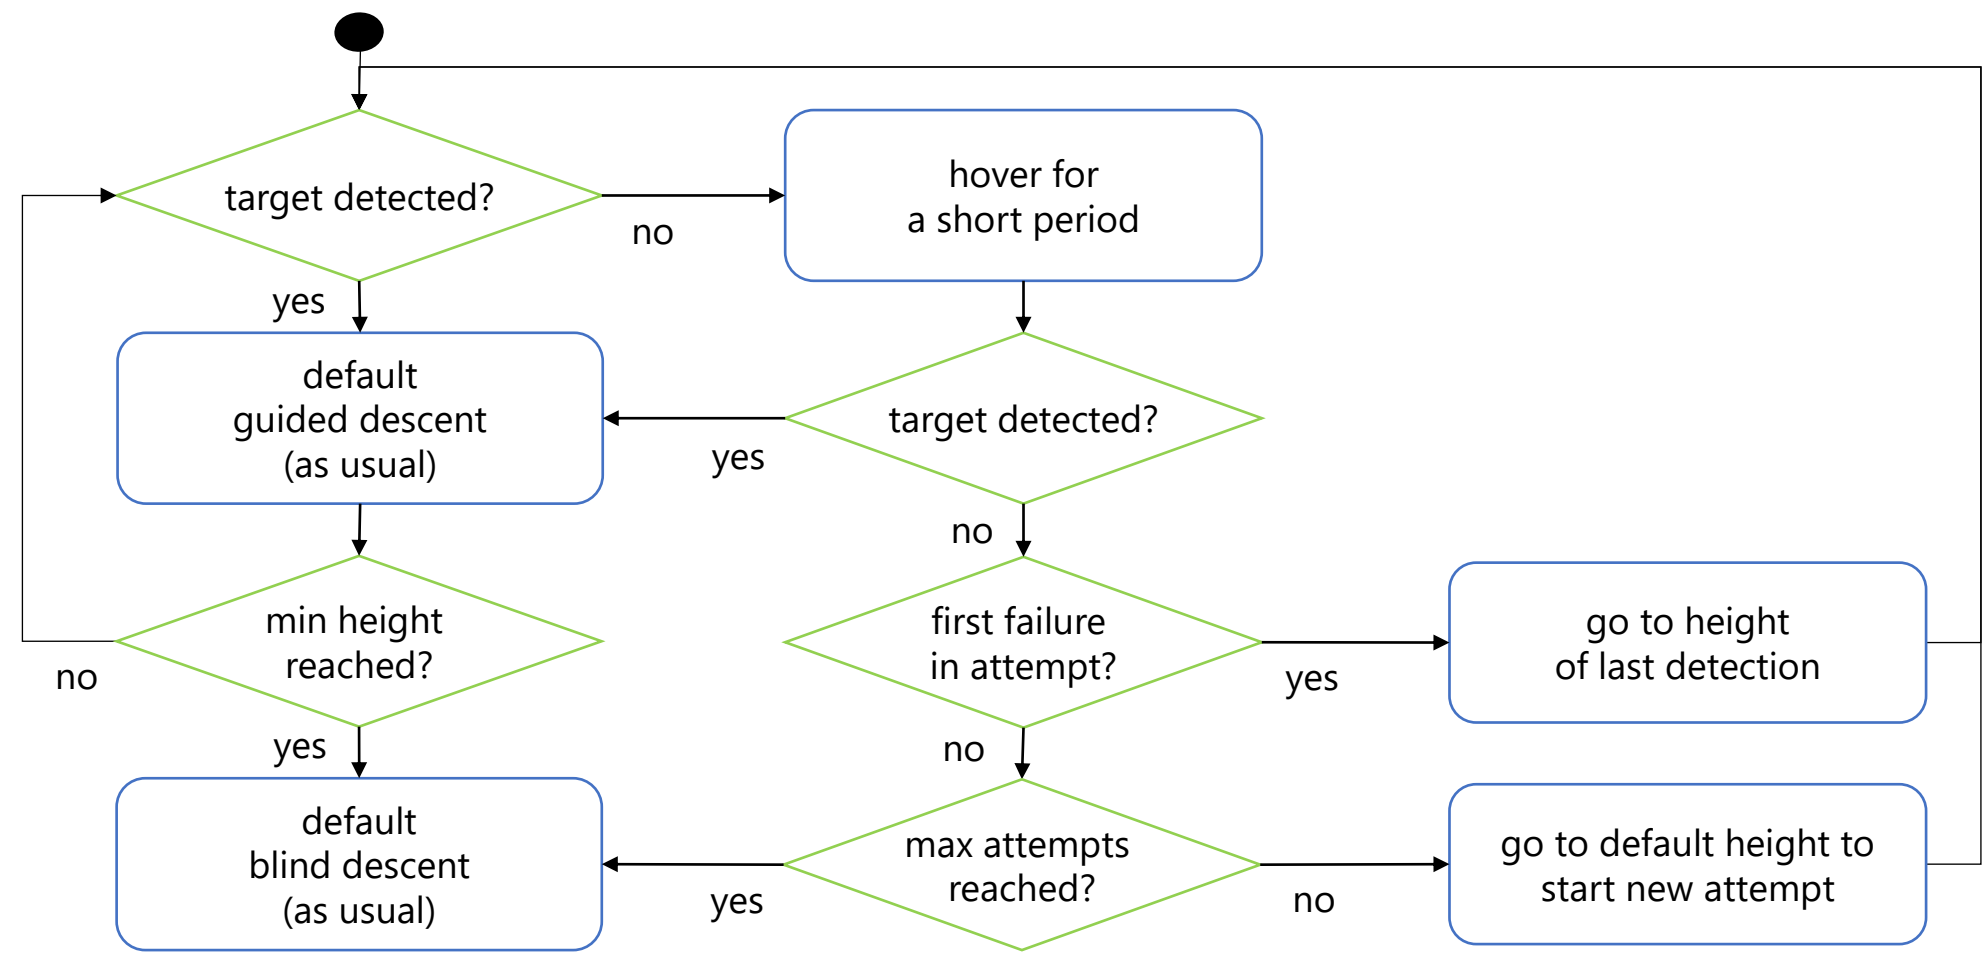 target detected?
no
hover for
a short period
yes
default
guided descent
(as usual)
yes
target detected?
no
min height
reached?
no
first failure
in attempt?
yes
go to height
of last detection
yes
no
default
blind descent
(as usual)
yes
max attempts
reached?
no
go to default height to
start new attempt